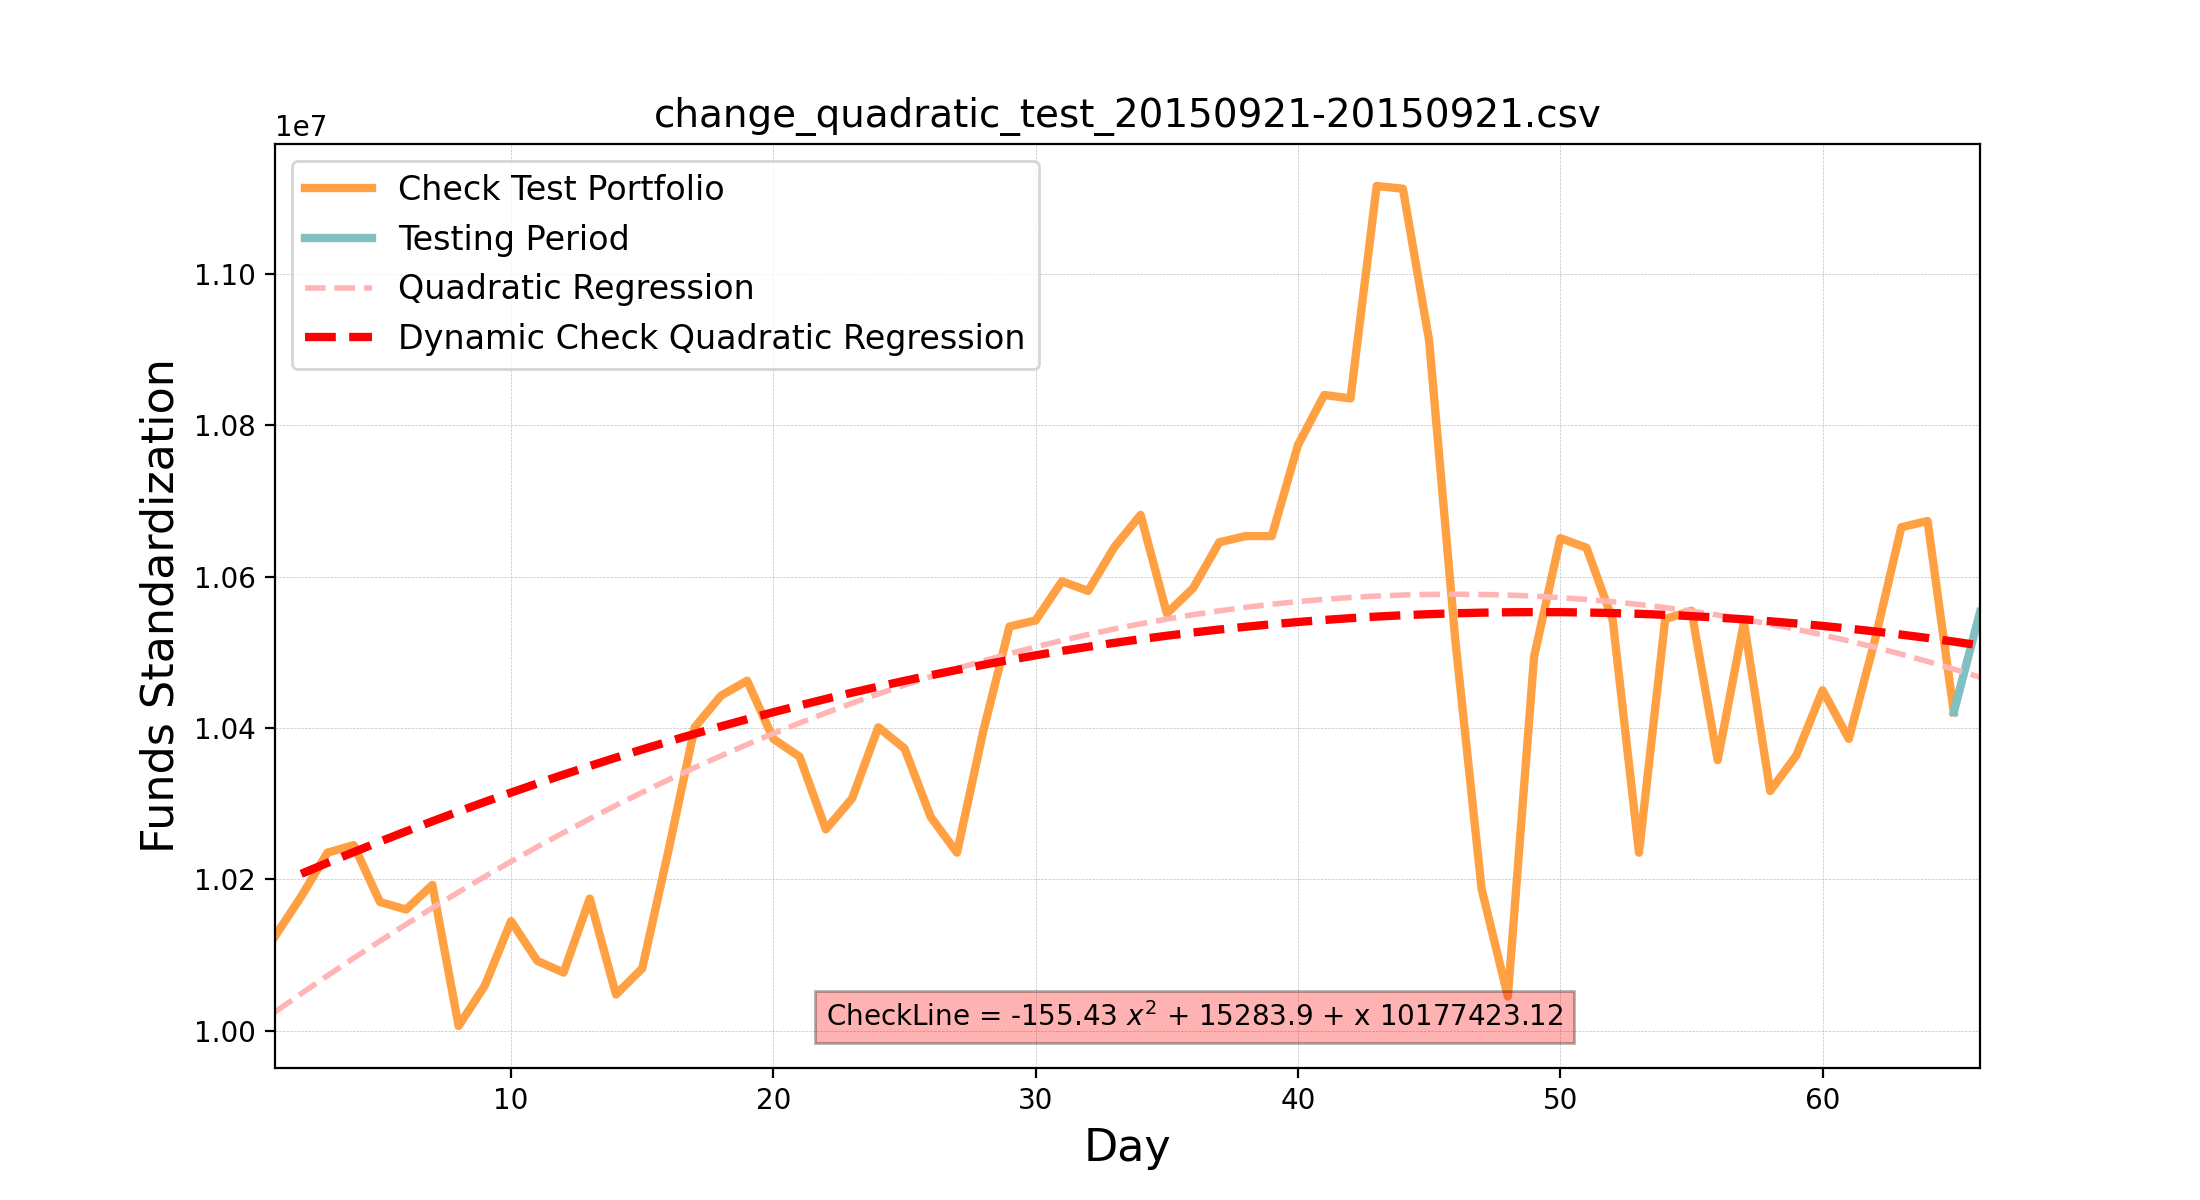 change_quadratic_test_20150921-20150921.csv
1e7
Check Test Portfolio
Testing Period
Quadratic Regression
Dynamic Check Quadratic Regression
Funds Standardization
1.10
1.08
1.06
1.04
1.02
1.00
CheckLine = -155.43 x² + 15283.9 + x 10177423.12
10 20 30 40 50 60
Day